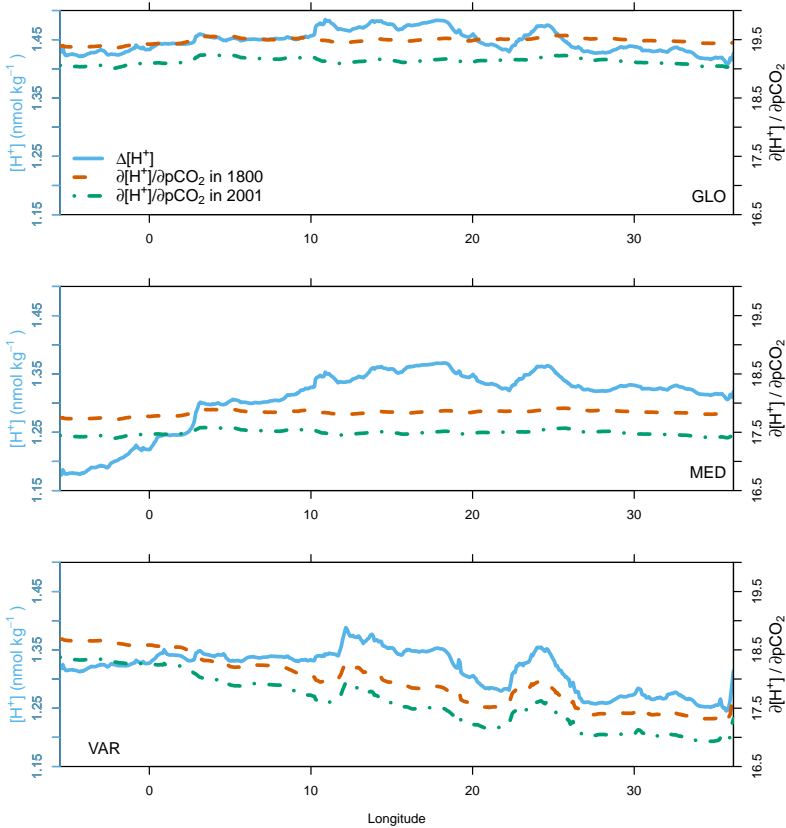 [H⁺] (nmol kg⁻¹ )
1.15 1.25 1.35 1.45
Δ[H⁺]
∂[H⁺]/∂pCO₂ in 1800
∂[H⁺]/∂pCO₂ in 2001
GLO
16.5 17.5 18.5 19.5
∂[H⁺] / ∂pCO₂
0 10 20 30
[H⁺] (nmol kg⁻¹ )
1.15 1.25 1.35 1.45
MED
16.5 17.5 18.5 19.5
∂[H⁺] / ∂pCO₂
0 10 20 30
[H⁺] (nmol kg⁻¹ )
1.15 1.25 1.35 1.45
VAR
16.5 17.5 18.5 19.5
∂[H⁺] / ∂pCO₂
0 10 20 30
Longitude